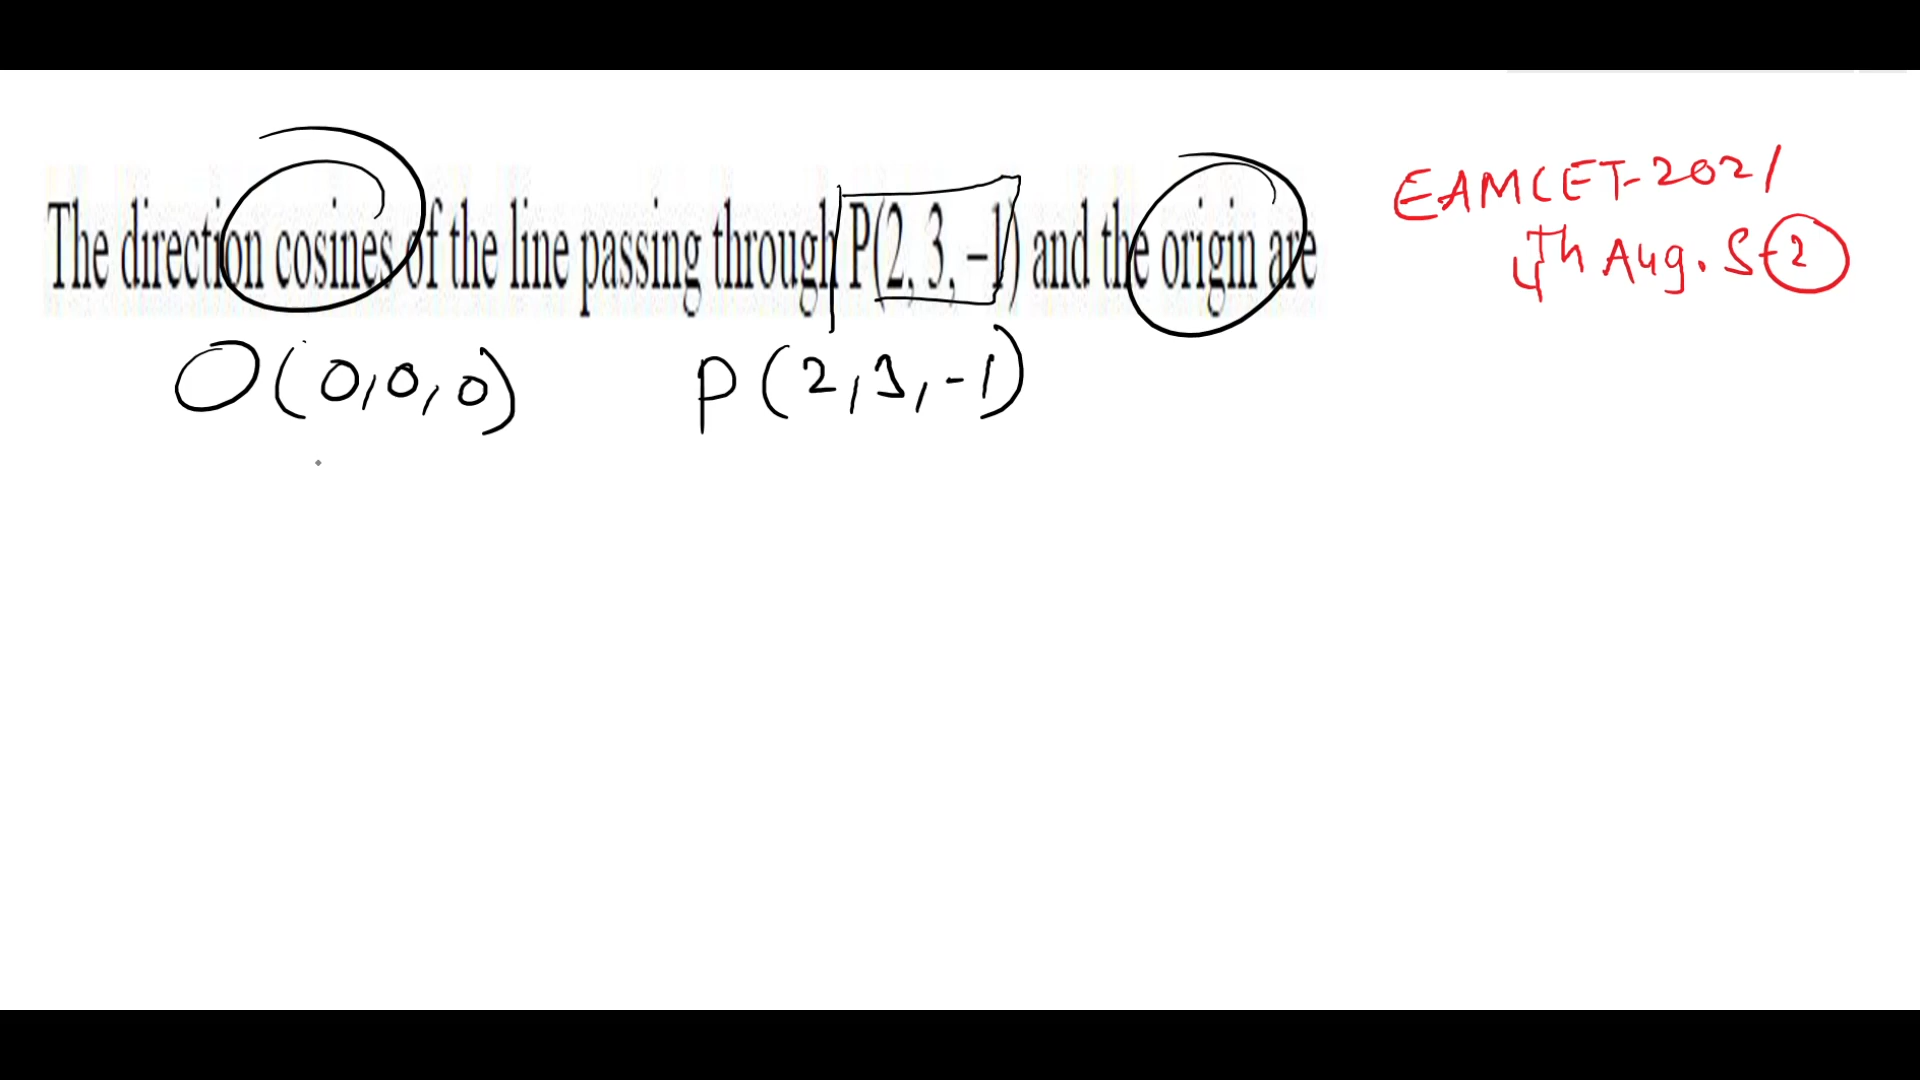 The direction cosines of the line passing through P(2, 3, –1) and the origin are
EAMCET-2021
4th Aug. S-2
O(0,0,0) P(2,3,-1)